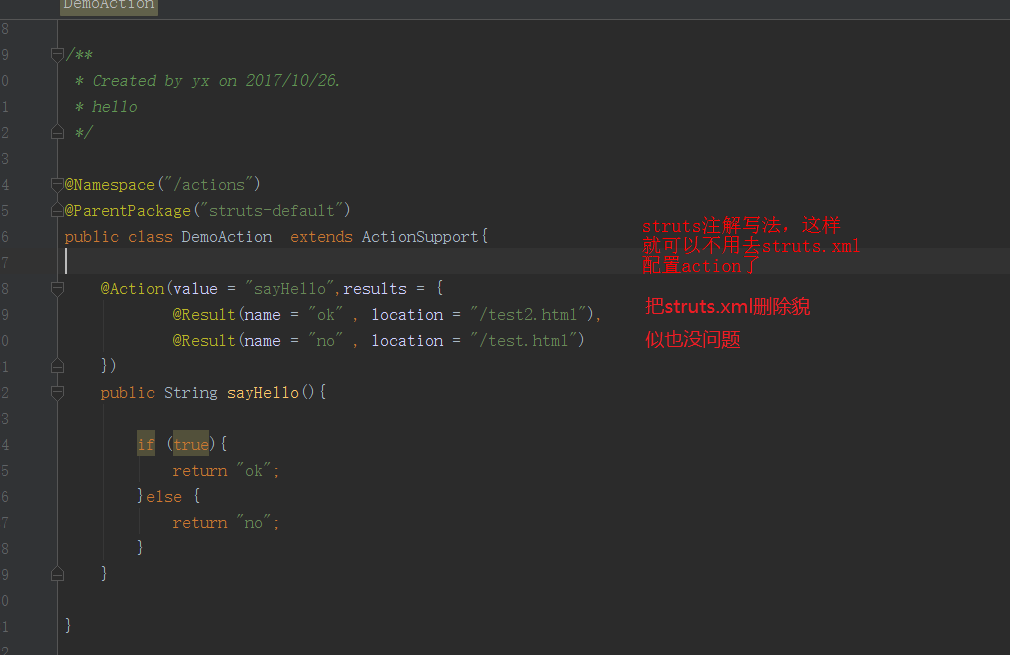 DemoAction
8
9 /**
0 * Created by yx on 2017/10/26.
1 * hello
2 */
3
4 @Namespace("/actions")
5 @ParentPackage("struts-default")
6 public class DemoAction  extends ActionSupport{
7
8 @Action(value = "sayHello",results = {
9 @Result(name = "ok" , location = "/test2.html"),
0 @Result(name = "no" , location = "/test.html")
1 })
2 public String sayHello(){
3
4 if (true){
5 return "ok";
6 }else {
7 return "no";
8 }
9 }
0
1 }
2
struts注解写法，这样
就可以不用去struts.xml
配置action了
把struts.xml删除貌
似也没问题